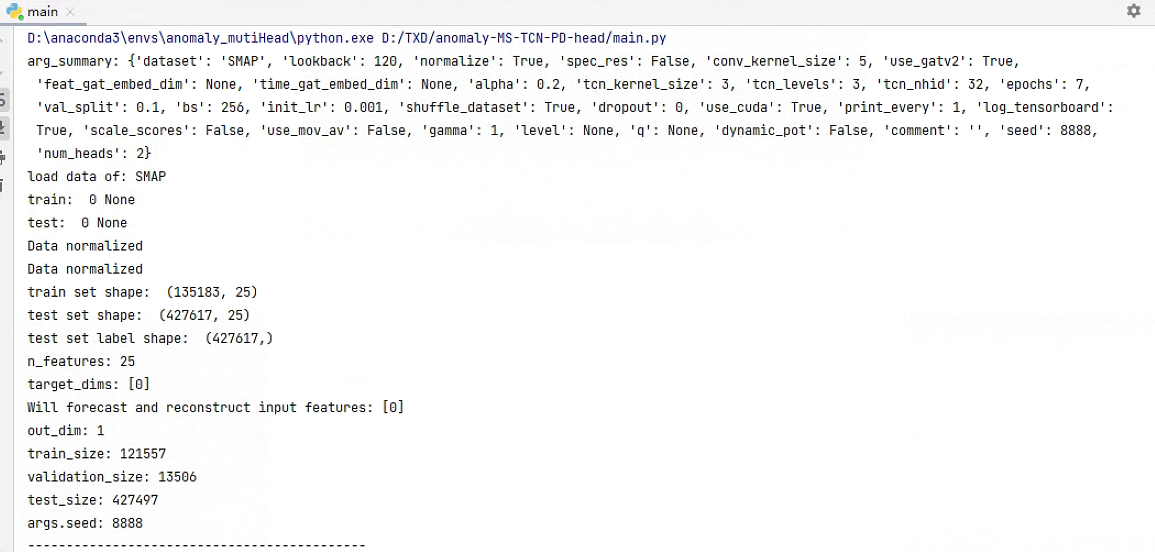 main
D:\anaconda3\envs\anomaly_mutiHead\python.exe D:/TXD/anomaly-MS-TCN-PD-head/main.py
arg_summary: {'dataset': 'SMAP', 'lookback': 120, 'normalize': True, 'spec_res': False, 'conv_kernel_size': 5, 'use_gatv2': True,
'feat_gat_embed_dim': None, 'time_gat_embed_dim': None, 'alpha': 0.2, 'tcn_kernel_size': 3, 'tcn_levels': 3, 'tcn_nhid': 32, 'epochs': 7,
'val_split': 0.1, 'bs': 256, 'init_lr': 0.001, 'shuffle_dataset': True, 'dropout': 0, 'use_cuda': True, 'print_every': 1, 'log_tensorboard':
True, 'scale_scores': False, 'use_mov_av': False, 'gamma': 1, 'level': None, 'q': None, 'dynamic_pot': False, 'comment': '', 'seed': 8888,
'num_heads': 2}
load data of: SMAP
train:  0 None
test:  0 None
Data normalized
Data normalized
train set shape:  (135183, 25)
test set shape:  (427617, 25)
test set label shape:  (427617,)
n_features: 25
target_dims: [0]
Will forecast and reconstruct input features: [0]
out_dim: 1
train_size: 121557
validation_size: 13506
test_size: 427497
args.seed: 8888
--------------------------------------------